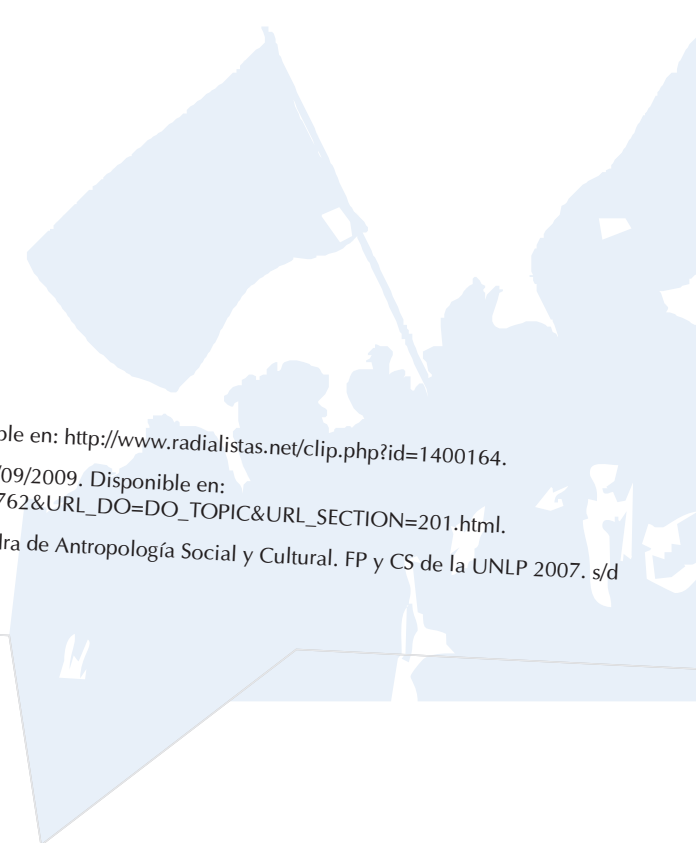 ble en: http://www.radialistas.net/clip.php?id=1400164.
/09/2009. Disponible en:
762&URL_DO=DO_TOPIC&URL_SECTION=201.html.
dra de Antropología Social y Cultural. FP y CS de la UNLP 2007. s/d